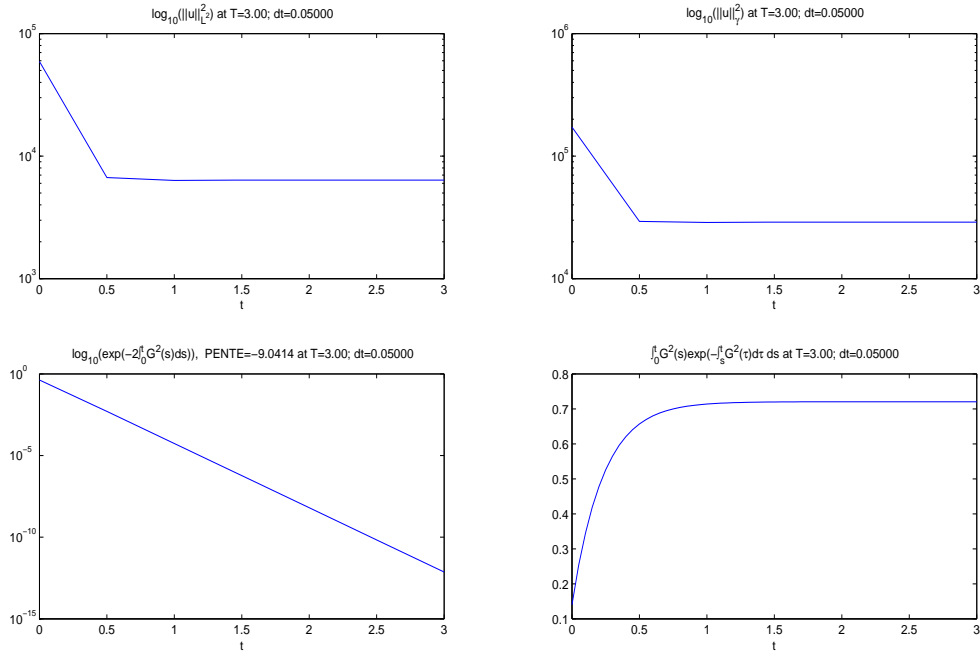 log10(||u||²L²) at T=3.00; dt=0.05000
10^5
10^4
10^3
0 0.5 1 1.5 2 2.5 3
t
log10(||u||²γ) at T=3.00; dt=0.05000
10^6
10^5
10^4
0 0.5 1 1.5 2 2.5 3
t
log10(exp(-2∫0^t G²(s)ds)), PENTE=-9.0414 at T=3.00; dt=0.05000
10^0
10^-5
10^-10
10^-15
0 0.5 1 1.5 2 2.5 3
t
∫0^t G²(s)exp(-∫s^t G²(τ)dτ ds at T=3.00; dt=0.05000
0.8
0.7
0.6
0.5
0.4
0.3
0.2
0.1
0 0.5 1 1.5 2 2.5 3
t